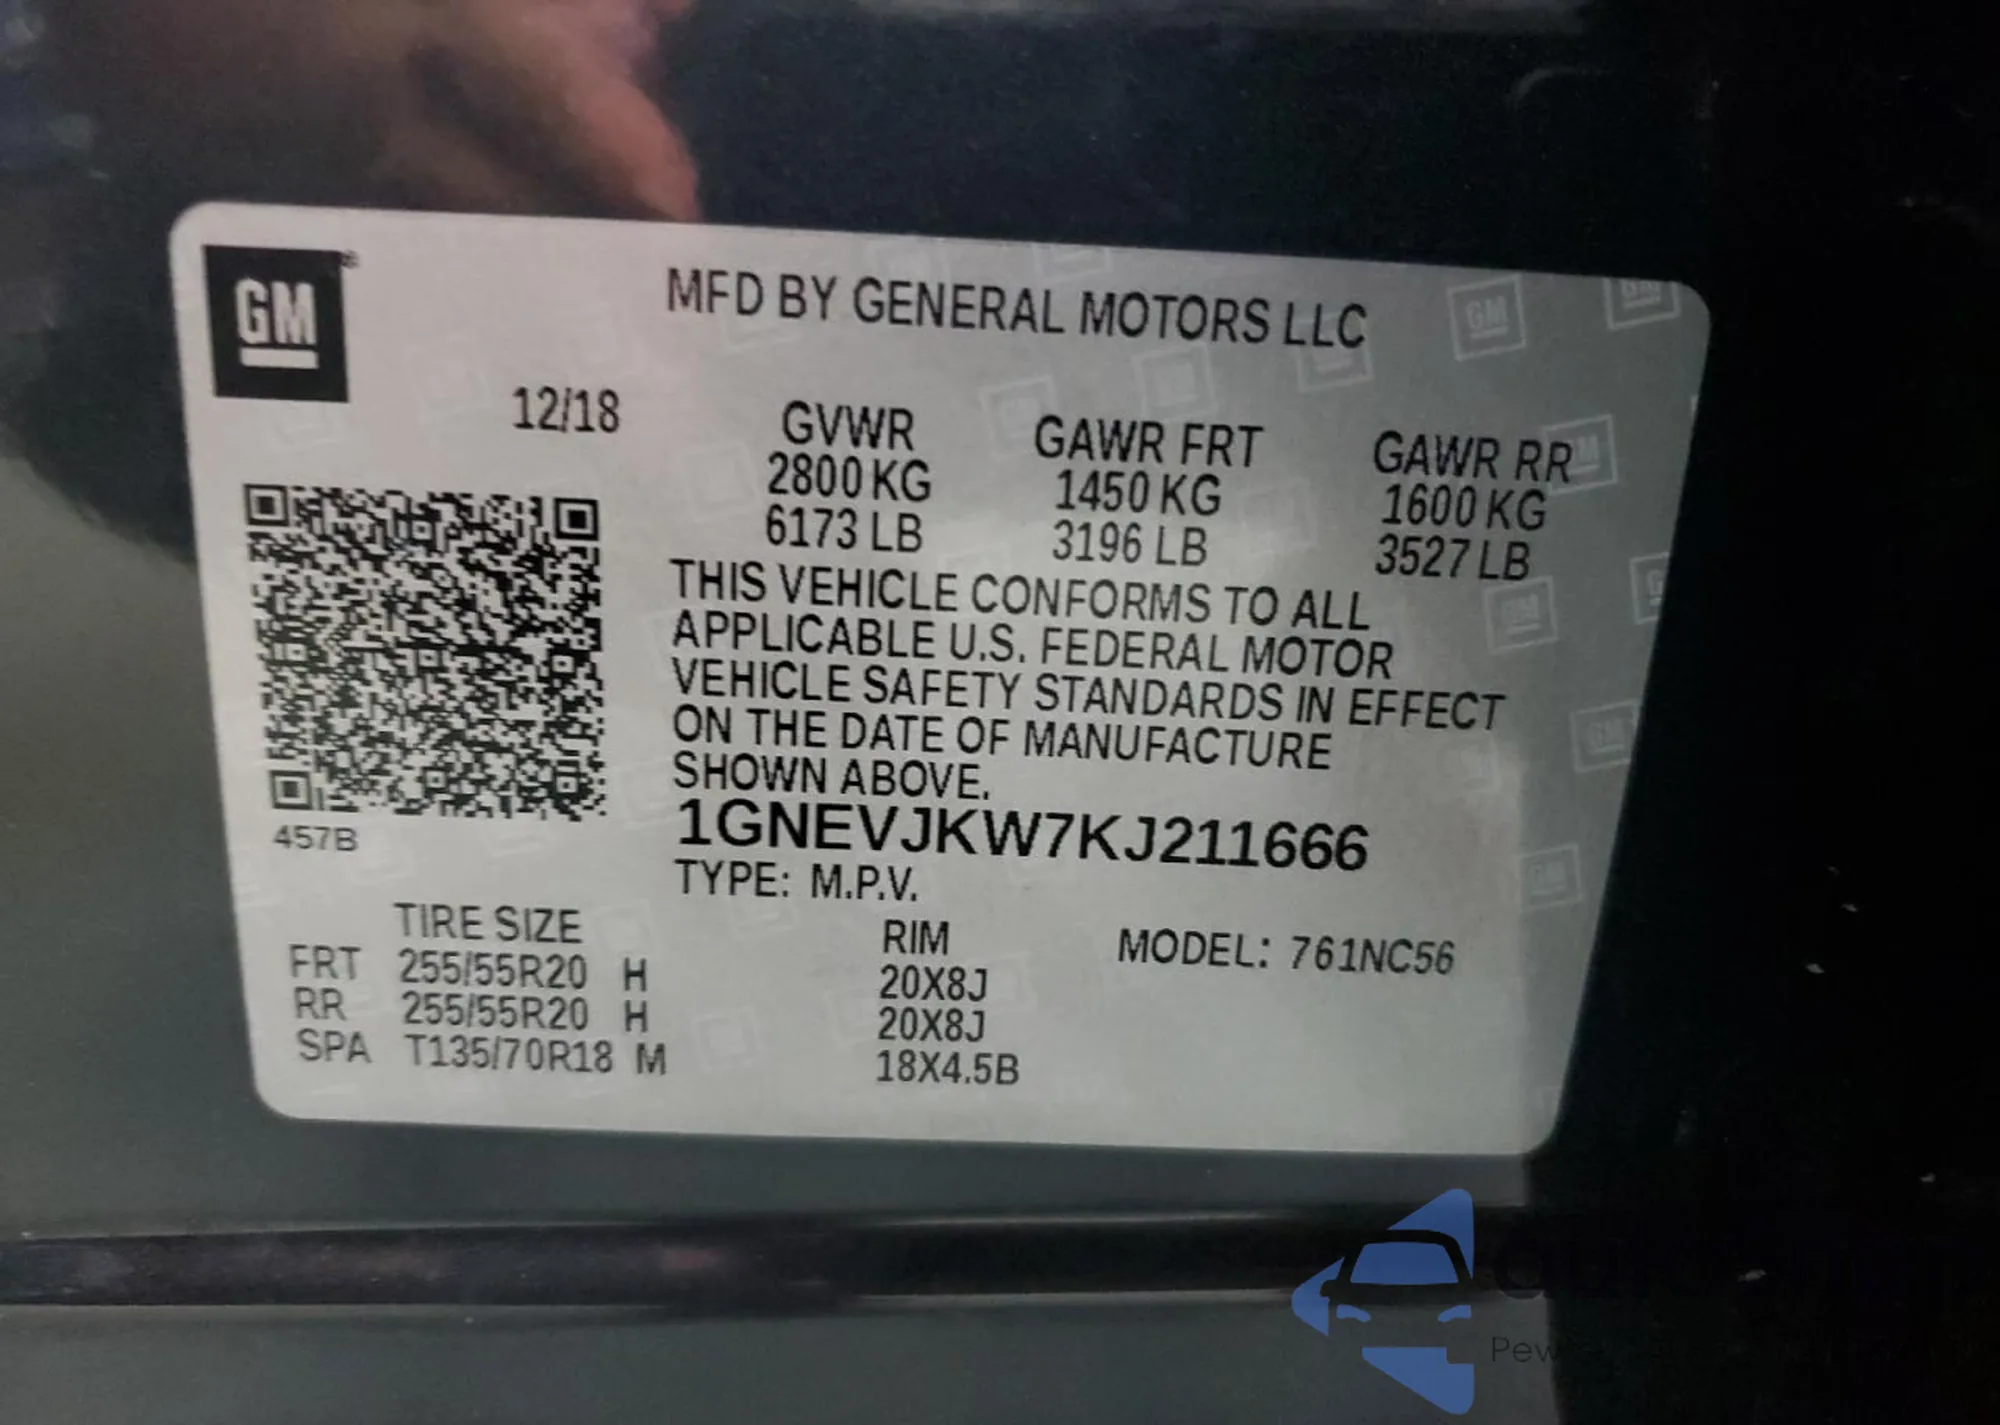 GM
MFD BY GENERAL MOTORS LLC
12/18
GVWR GAWR FRT GAWR RR
2800 KG 1450 KG 1600 KG
6173 LB 3196 LB 3527 LB
THIS VEHICLE CONFORMS TO ALL
APPLICABLE U.S. FEDERAL MOTOR
VEHICLE SAFETY STANDARDS IN EFFECT
ON THE DATE OF MANUFACTURE
SHOWN ABOVE.
457B
1GNEVJKW7KJ211666
TYPE: M.P.V.
TIRE SIZE RIM MODEL: 761NC56
FRT 255/55R20 H 20X8J
RR 255/55R20 H 20X8J
SPA T135/70R18 M 18X4.5B